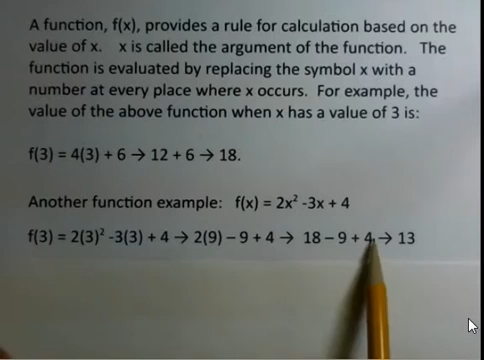 A function, f(x), provides a rule for calculation based on the
value of x.   x is called the argument of the function.   The
function is evaluated by replacing the symbol x with a
number at every place where x occurs.  For example, the
value of the above function when x has a value of 3 is:
f(3) = 4(3) + 6 → 12 + 6 → 18.
Another function example:   f(x) = 2x² -3x + 4
f(3) = 2(3)² -3(3) + 4 → 2(9) – 9 + 4 →  18 – 9 + 4 → 13